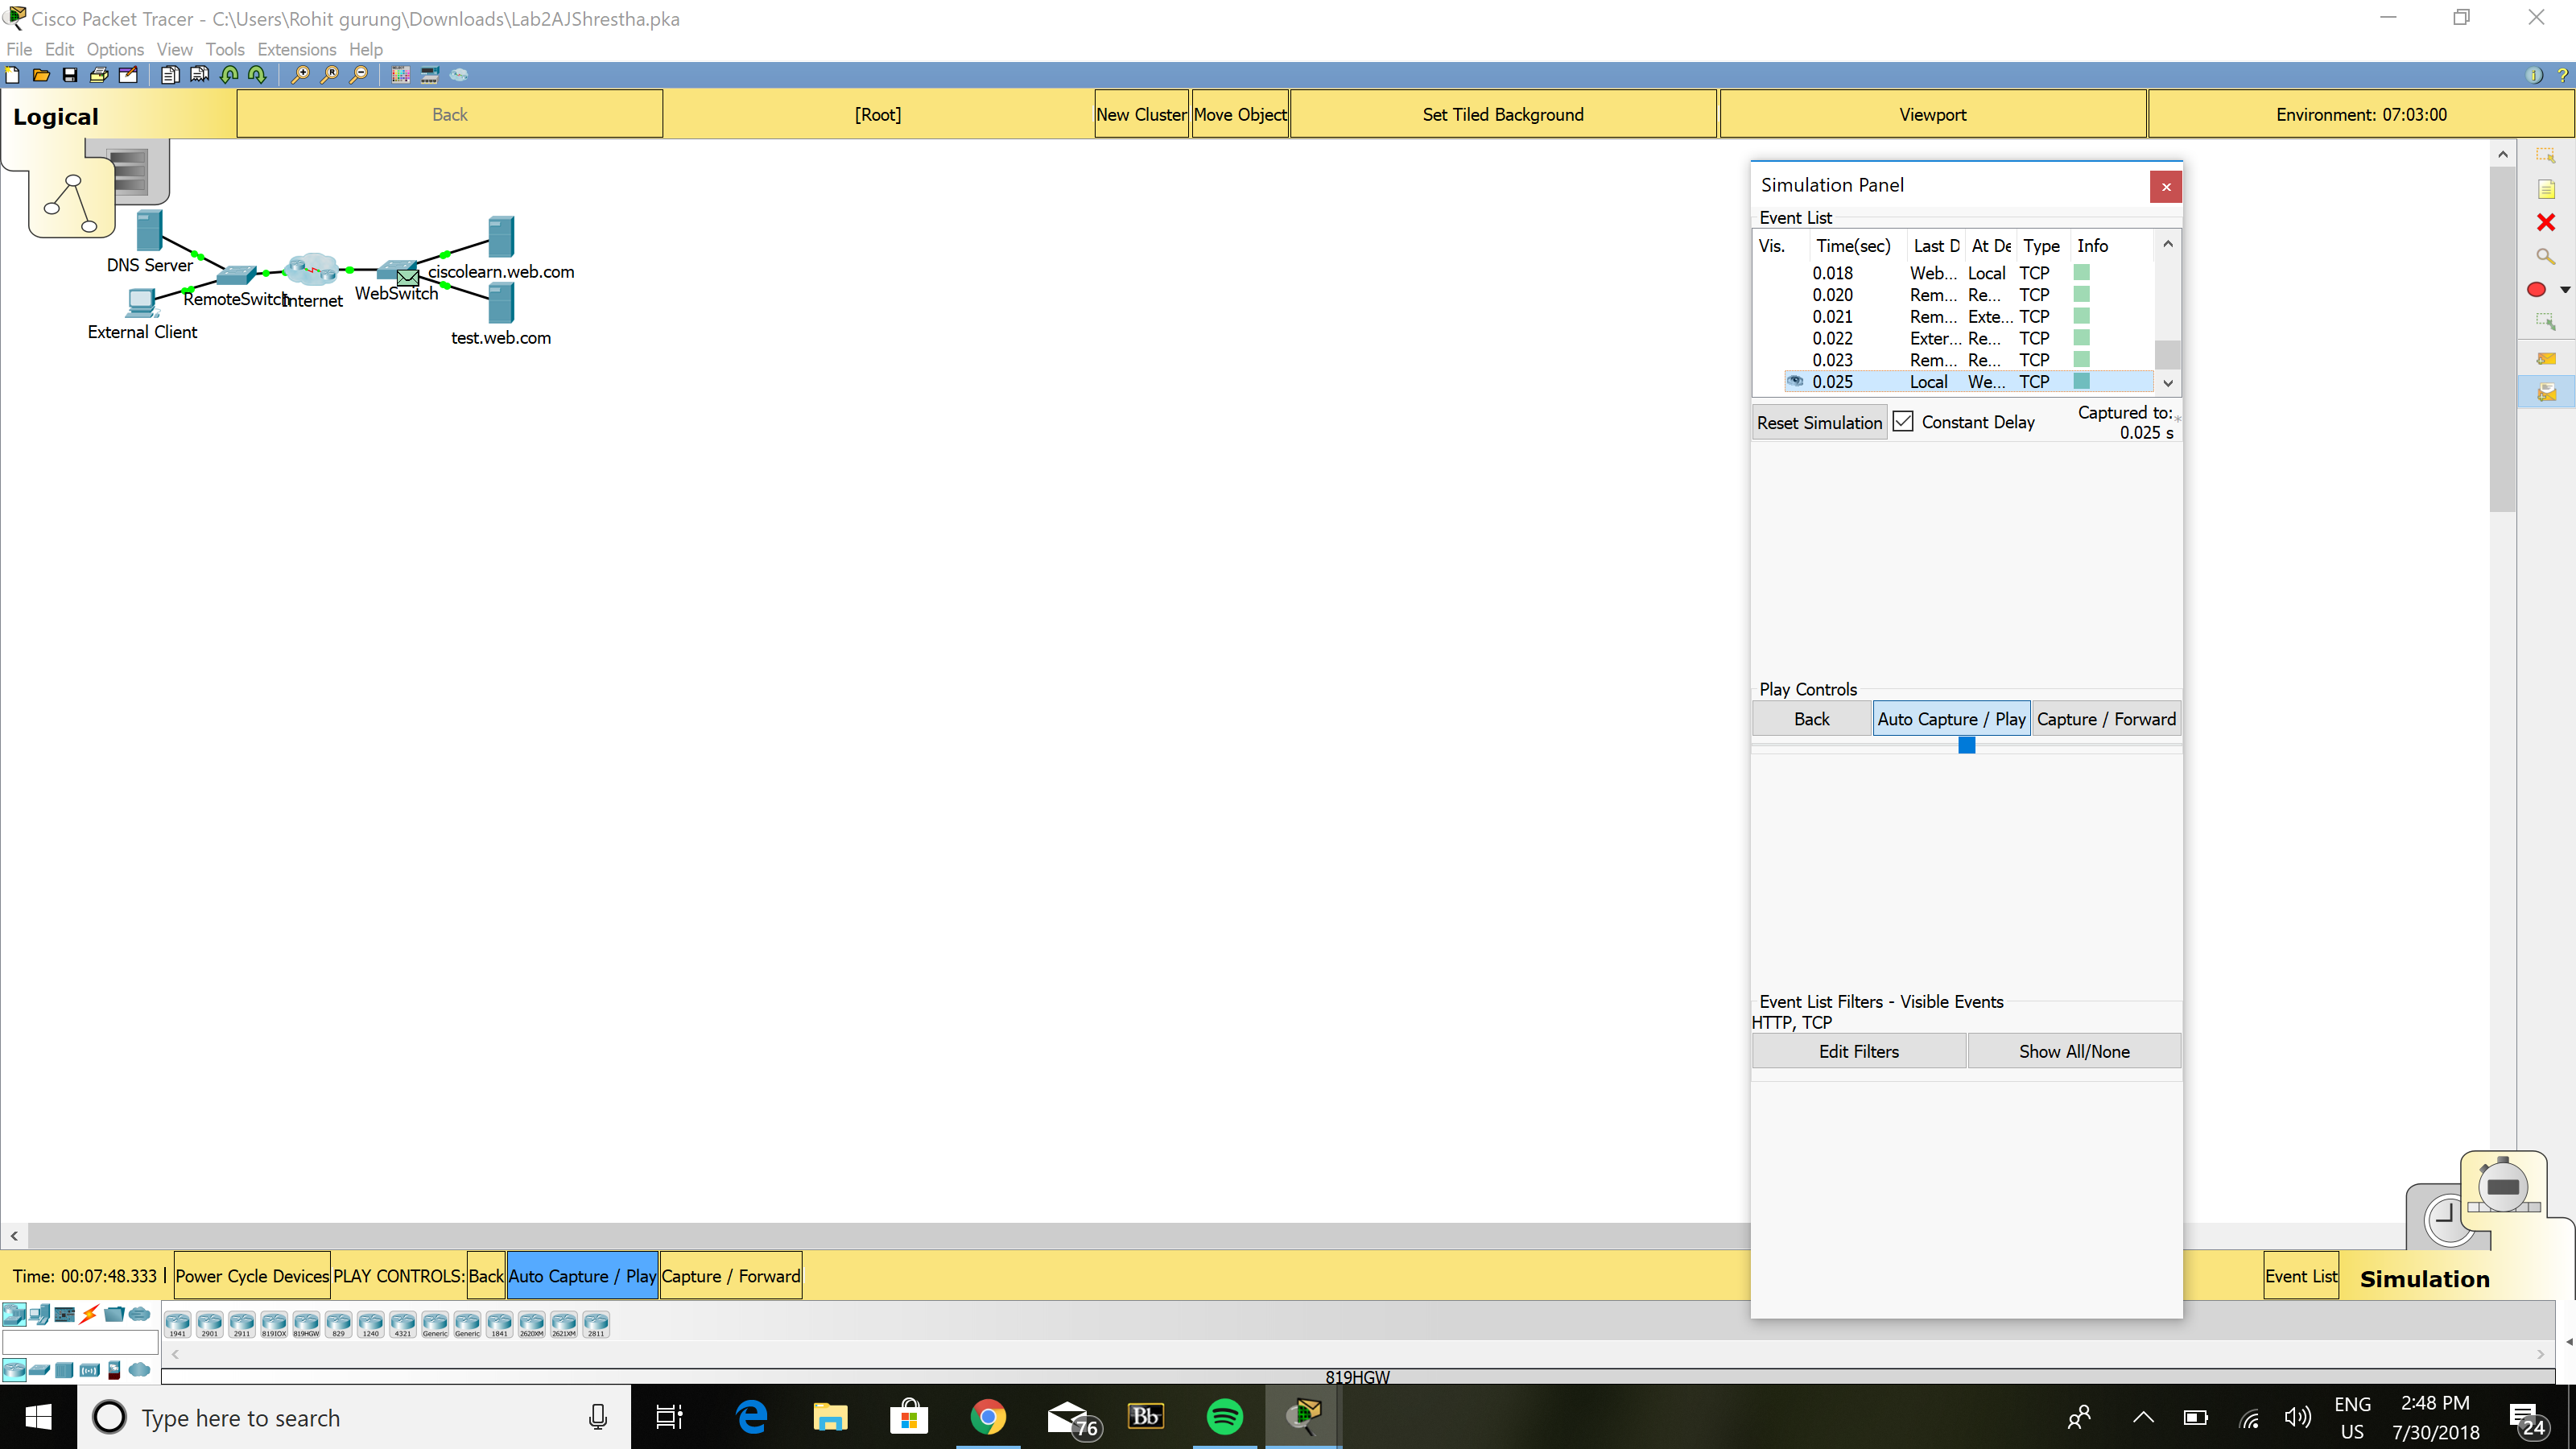 Cisco Packet Tracer - C:\Users\Rohit gurung\Downloads\Lab2AJShrestha.pka
File Edit Options View Tools Extensions Help
Logical Back [Root] New Cluster Move Object Set Tiled Background Viewport Environment: 07:03:00
DNS Server
External Client
RemoteSwitch
Internet
WebSwitch
ciscolearn.web.com
test.web.com
Simulation Panel
Event List
Vis. Time(sec) Last D At De Type Info
0.018 Web... Local TCP
0.020 Rem... Re... TCP
0.021 Rem... Exte... TCP
0.022 Exter... Re... TCP
0.023 Rem... Re... TCP
0.025 Local We... TCP
Reset Simulation Constant Delay Captured to:*
0.025 s
Play Controls
Back Auto Capture / Play Capture / Forward
Event List Filters - Visible Events
HTTP, TCP
Edit Filters Show All/None
Time: 00:07:48.333 Power Cycle Devices PLAY CONTROLS: Back Auto Capture / Play Capture / Forward Event List Simulation
1941 2901 2911 819IOX 819HGW 829 1240 4321 Generic Generic 1841 2620XM 2621XM 2811
819HGW
Type here to search
76
Bb
ENG
US
2:48 PM
7/30/2018
24